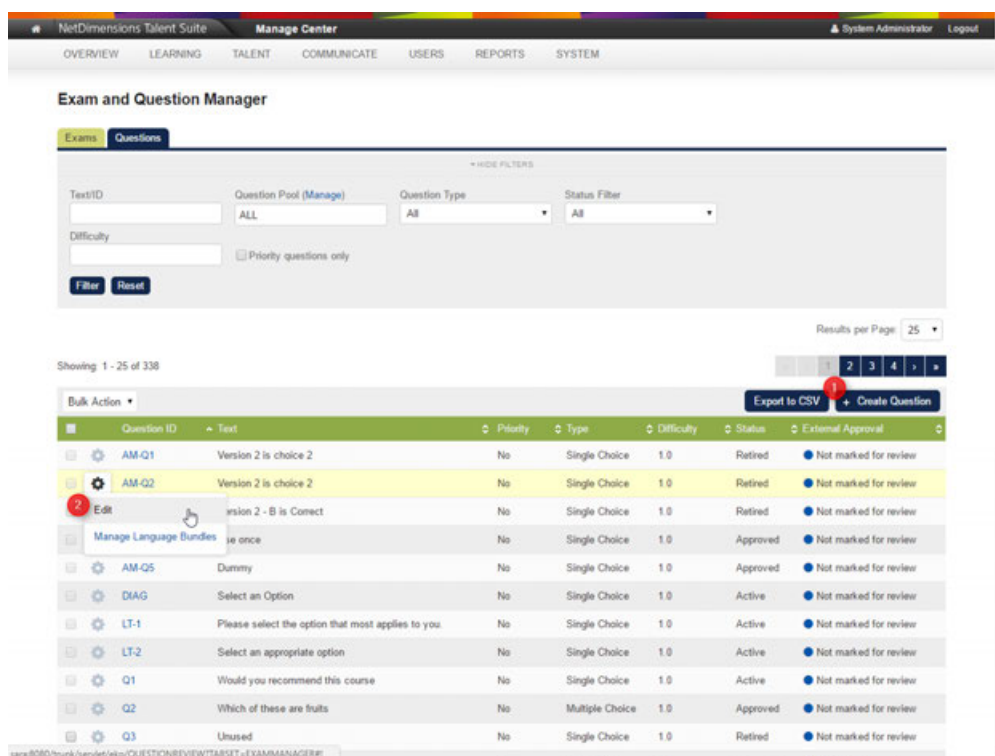 NetDimensions Talent Suite Manage Center System Administrator Logout
OVERVIEW LEARNING TALENT COMMUNICATE USERS REPORTS SYSTEM
Exam and Question Manager
Exams Questions
HIDE FILTERS
Text/ID Question Pool (Manage) Question Type Status Filter
ALL All All
Difficulty
Priority questions only
Filter Reset
Results per Page: 25
Showing: 1 - 25 of 338 1 2 3 4 › »
1
Bulk Action Export to CSV + Create Question
Question ID Text Priority Type Difficulty Status External Approval
AM-Q1 Version 2 is choice 2 No Single Choice 1.0 Retired Not marked for review
AM-Q2 Version 2 is choice 2 No Single Choice 1.0 Retired Not marked for review
2 Edit rsion 2 - B is Correct No Single Choice 1.0 Retired Not marked for review
Manage Language Bundles se once No Single Choice 1.0 Approved Not marked for review
AM-Q5 Dummy No Single Choice 1.0 Approved Not marked for review
DIAG Select an Option No Single Choice 1.0 Active Not marked for review
LT-1 Please select the option that most applies to you. No Single Choice 1.0 Active Not marked for review
LT-2 Select an appropriate option No Single Choice 1.0 Active Not marked for review
Q1 Would you recommend this course No Single Choice 1.0 Active Not marked for review
Q2 Which of these are fruits No Multiple Choice 1.0 Approved Not marked for review
Q3 Unused No Single Choice 1.0 Retired Not marked for review